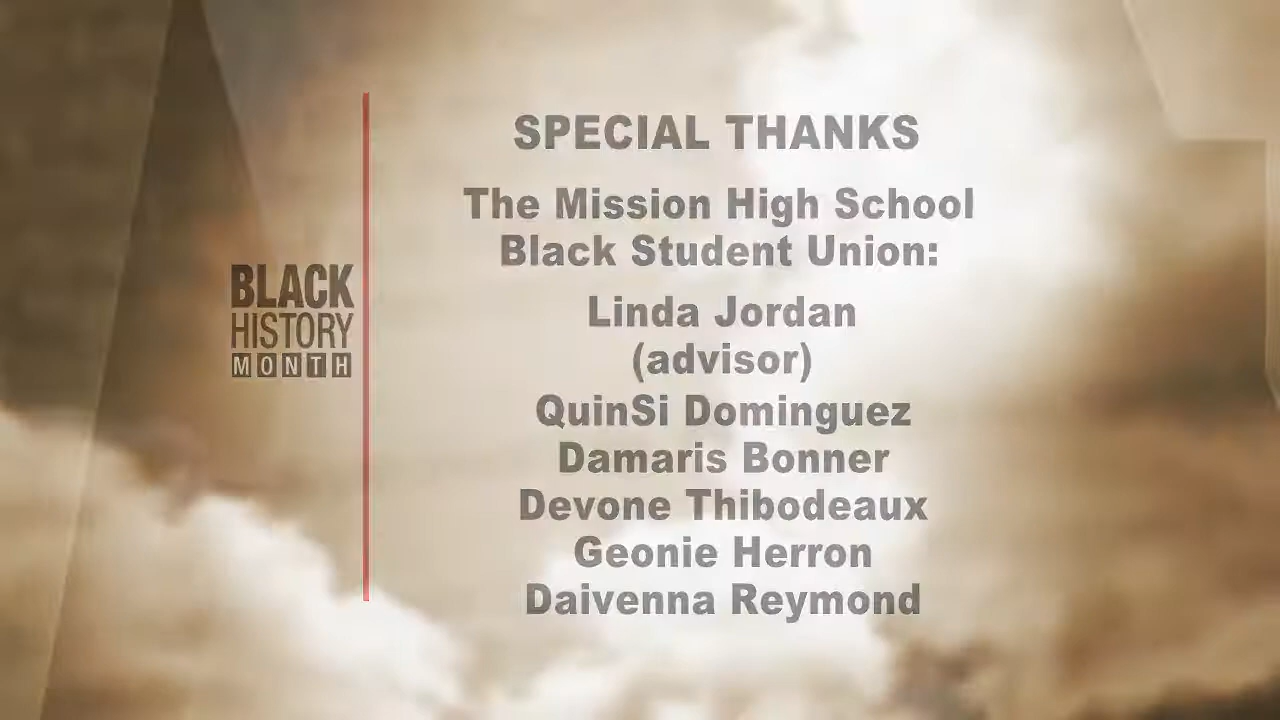 BLACK
HISTORY
MONTH
SPECIAL THANKS
The Mission High School
Black Student Union:
Linda Jordan
(advisor)
QuinSi Dominguez
Damaris Bonner
Devone Thibodeaux
Geonie Herron
Daivenna Reymond